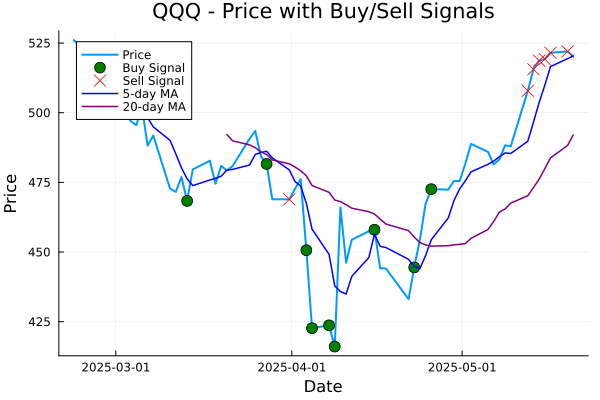 QQQ - Price with Buy/Sell Signals
525
500
475
450
425
Price
Price
Buy Signal
Sell Signal
5-day MA
20-day MA
2025-03-01
2025-04-01
2025-05-01
Date